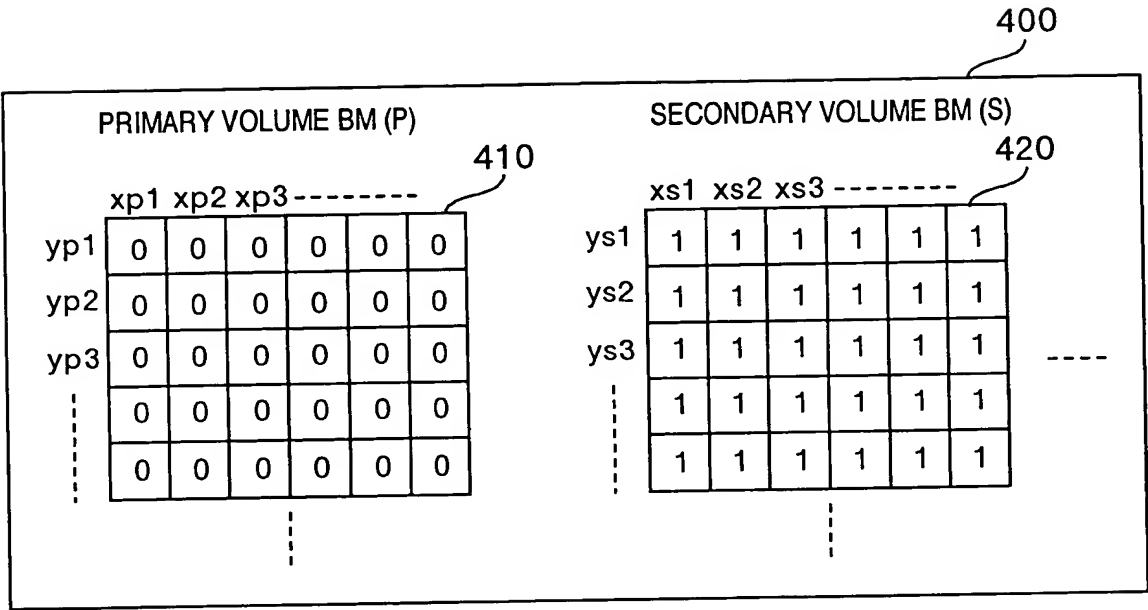 400
PRIMARY VOLUME BM (P)
410
xp1 xp2 xp3
yp1 0 0 0 0 0 0
yp2 0 0 0 0 0 0
yp3 0 0 0 0 0 0
0 0 0 0 0 0
0 0 0 0 0 0
SECONDARY VOLUME BM (S)
420
xs1 xs2 xs3
ys1 1 1 1 1 1 1
ys2 1 1 1 1 1 1
ys3 1 1 1 1 1 1
1 1 1 1 1 1
1 1 1 1 1 1